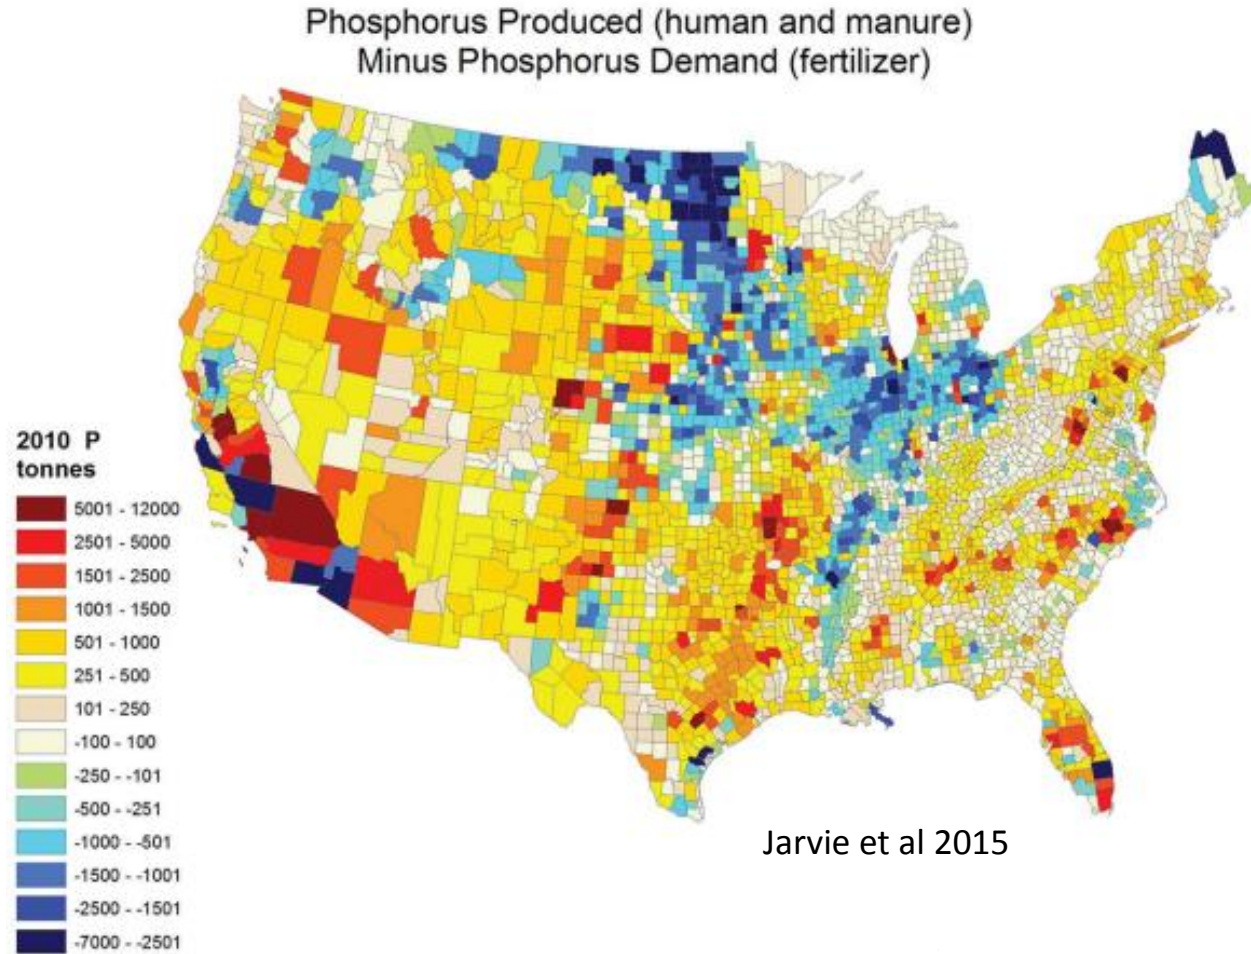 Phosphorus Produced (human and manure)
Minus Phosphorus Demand (fertilizer)
2010 P
tonnes
5001 - 12000
2501 - 5000
1501 - 2500
1001 - 1500
501 - 1000
251 - 500
101 - 250
-100 - 100
-250 - -101
-500 - -251
-1000 - -501
-1500 - -1001
-2500 - -1501
-7000 - -2501
Jarvie et al 2015